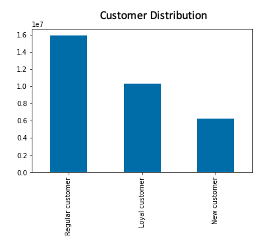 Customer Distribution
1e7
1.6
1.4
1.2
1.0
0.8
0.6
0.4
0.2
0.0
Regular customer
Loyal customer
New customer